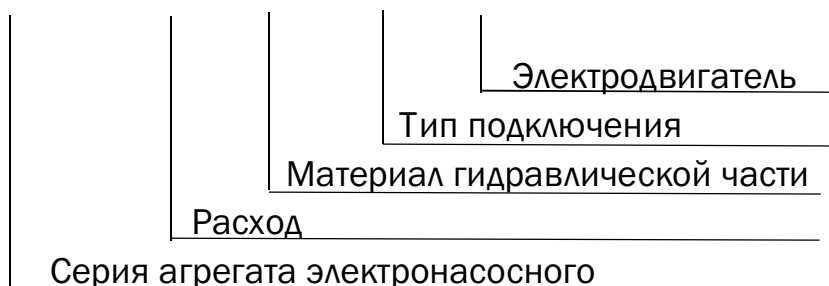 Электродвигатель
Тип подключения
Материал гидравлической части
Расход
Серия агрегата электронасосного